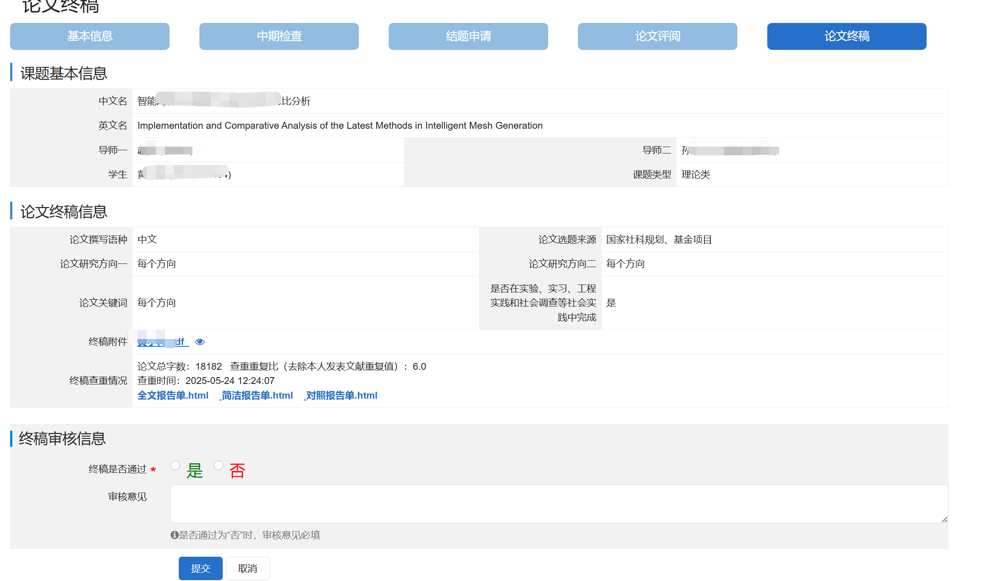 论文终稿
基本信息 中期检查 结题申请 论文评阅 论文终稿
课题基本信息
中文名 智能 比分析
英文名 Implementation and Comparative Analysis of the Latest Methods in Intelligent Mesh Generation
导师一 导师二 孙
学生 黄 4) 课题类型 理论类
论文终稿信息
论文撰写语种 中文 论文选题来源 国家社科规划、基金项目
论文研究方向一 每个方向 论文研究方向二 每个方向
是否在实验、实习、工程
论文关键词 每个方向 实践和社会调查等社会实 是
践中完成
终稿附件 df
论文总字数：18182 查重重复比（去除本人发表文献重复值）：6.0
终稿查重情况 查重时间：2025-05-24 12:24:07
全文报告单.html 简洁报告单.html 对照报告单.html
终稿审核信息
终稿是否通过 * 是 否
审核意见
是否通过为“否”时，审核意见必填
提交 取消